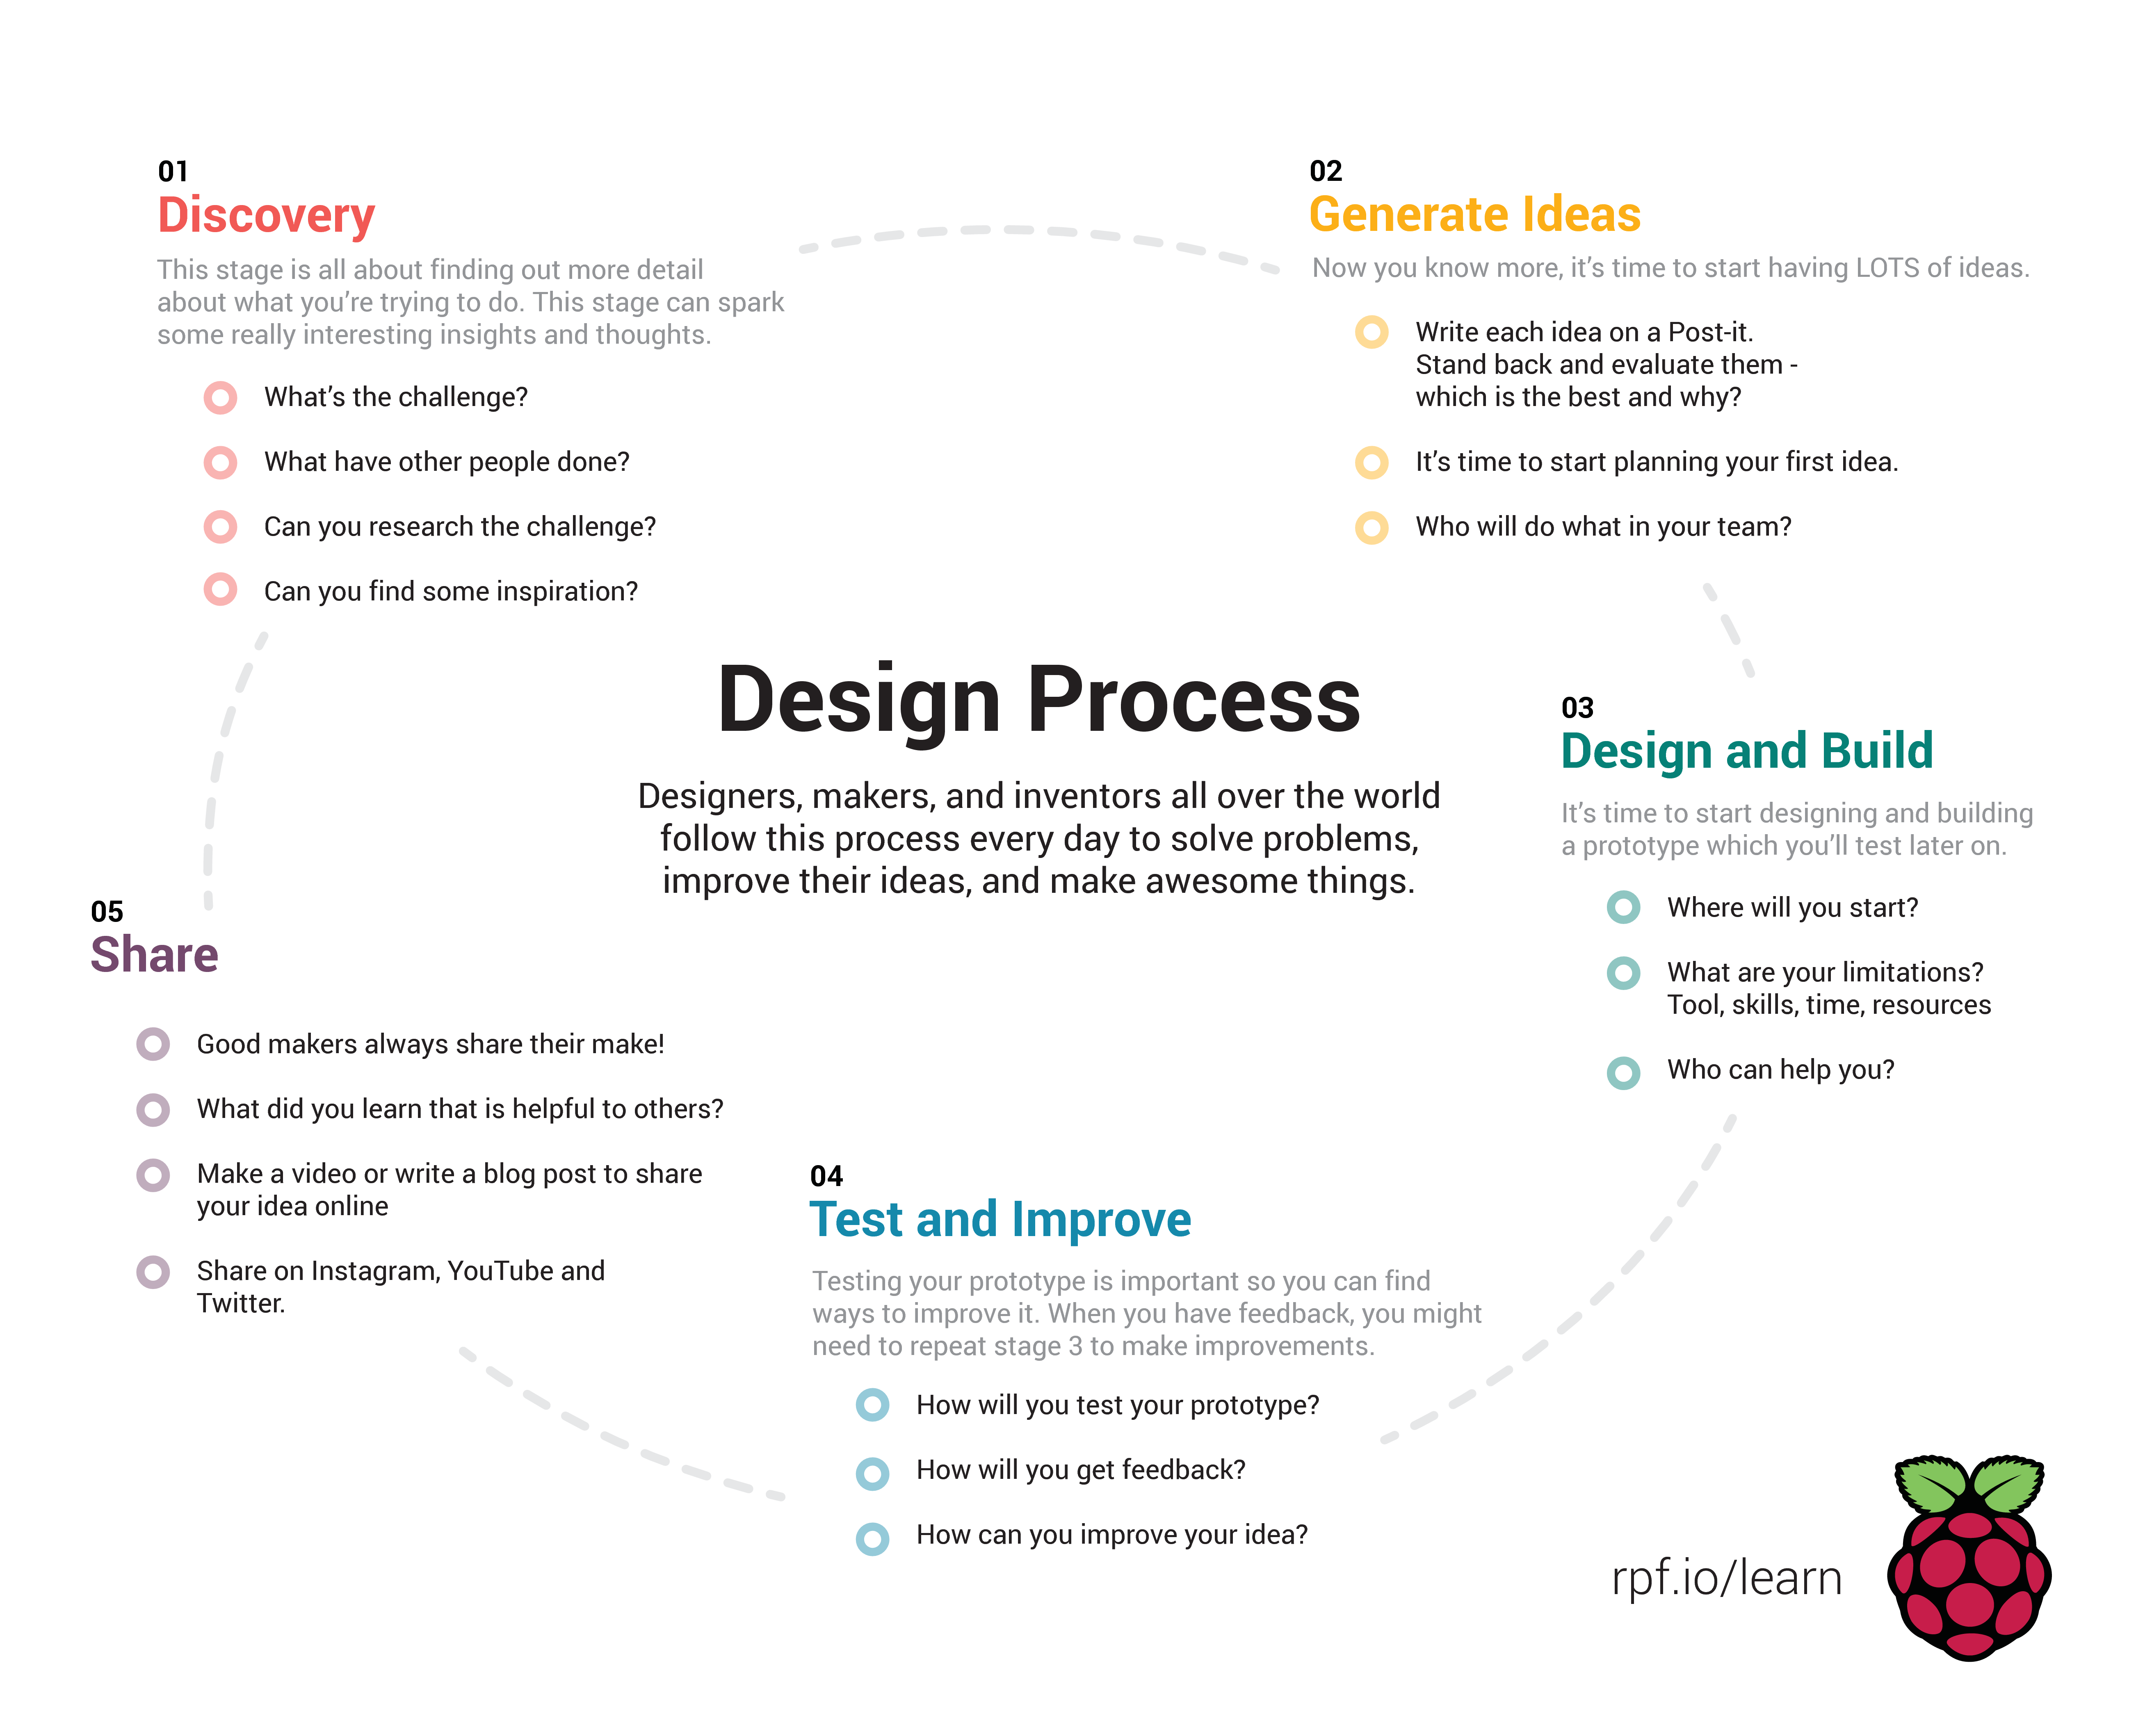 01
Discovery
This stage is all about finding out more detail
about what you’re trying to do. This stage can spark
some really interesting insights and thoughts.
What’s the challenge?
What have other people done?
Can you research the challenge?
Can you find some inspiration?
02
Generate Ideas
Now you know more, it’s time to start having LOTS of ideas.
Write each idea on a Post-it.
Stand back and evaluate them -
which is the best and why?
It’s time to start planning your first idea.
Who will do what in your team?
Design Process
Designers, makers, and inventors all over the world
follow this process every day to solve problems,
improve their ideas, and make awesome things.
03
Design and Build
It’s time to start designing and building
a prototype which you’ll test later on.
Where will you start?
What are your limitations?
Tool, skills, time, resources
Who can help you?
04
Test and Improve
Testing your prototype is important so you can find
ways to improve it. When you have feedback, you might
need to repeat stage 3 to make improvements.
How will you test your prototype?
How will you get feedback?
How can you improve your idea?
05
Share
Good makers always share their make!
What did you learn that is helpful to others?
Make a video or write a blog post to share
your idea online
Share on Instagram, YouTube and
Twitter.
rpf.io/learn